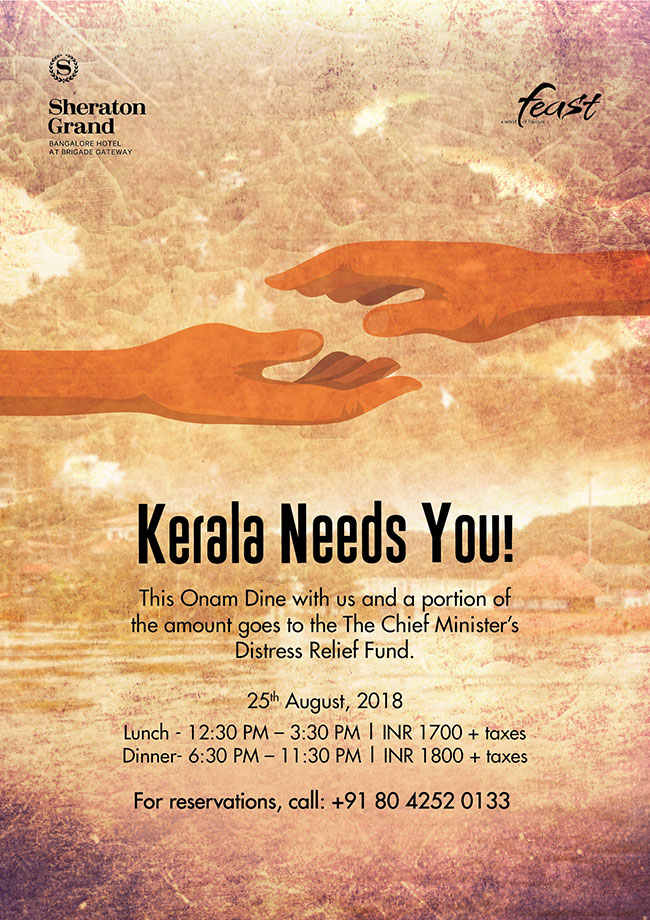 S
Sheraton
Grand
BANGALORE HOTEL
AT BRIGADE GATEWAY
feast
a world of flavours
Kerala Needs You!
This Onam Dine with us and a portion of
the amount goes to the The Chief Minister's
Distress Relief Fund.
25th August, 2018
Lunch - 12:30 PM – 3:30 PM | INR 1700 + taxes
Dinner- 6:30 PM – 11:30 PM | INR 1800 + taxes
For reservations, call: +91 80 4252 0133